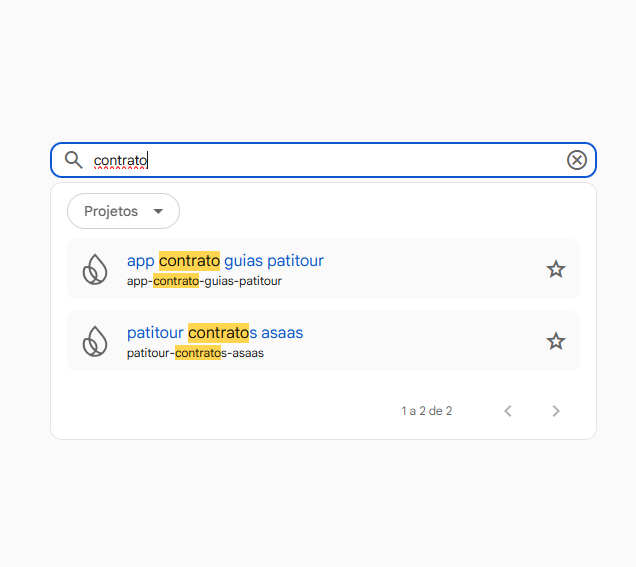 contrato
Projetos
app contrato guias patitour
app-contrato-guias-patitour
patitour contratos asaas
patitour-contratos-asaas
1 a 2 de 2